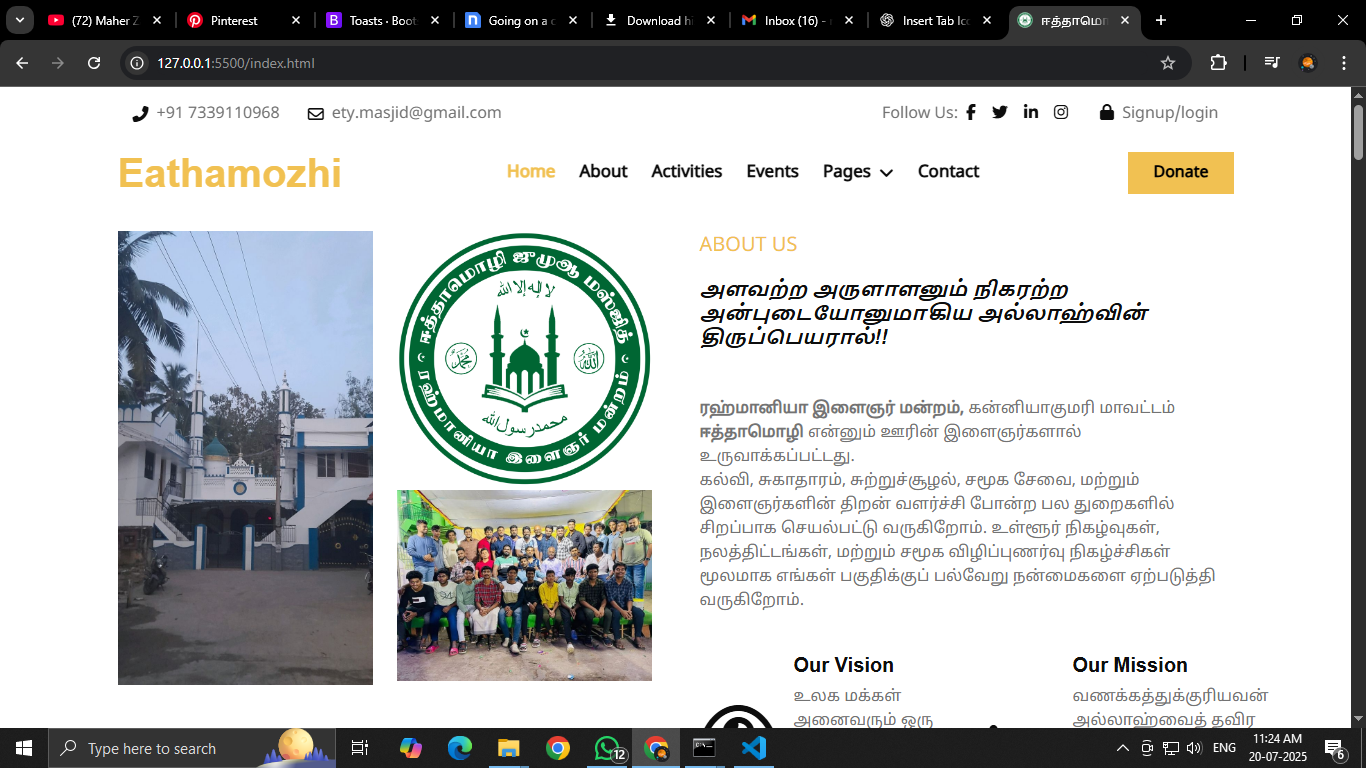 (72) Maher Z
Pinterest
Toasts · Boot
Going on a c
Download hi
Inbox (16) -
Insert Tab Ico
ஈத்தாமொ
127.0.0.1:5500/index.html
+91 7339110968
ety.masjid@gmail.com
Follow Us:
Signup/login
Eathamozhi
Home
About
Activities
Events
Pages
Contact
Donate
ஈத்தாமொழி ஜுமுஆ மஸ்ஜித்
لا إله إلا الله
محمد
الله
محمد رسول الله
ரஹ்மானியா இளைஞர் மன்றம்
ABOUT US
அளவற்ற அருளாளனும் நிகரற்ற
அன்புடையோனுமாகிய அல்லாஹ்வின்
திருப்பெயரால்!!
ரஹ்மானியா இளைஞர் மன்றம், கன்னியாகுமரி மாவட்டம்
ஈத்தாமொழி என்னும் ஊரின் இளைஞர்களால்
உருவாக்கப்பட்டது.
கல்வி, சுகாதாரம், சுற்றுச்சூழல், சமூக சேவை, மற்றும்
இளைஞர்களின் திறன் வளர்ச்சி போன்ற பல துறைகளில்
சிறப்பாக செயல்பட்டு வருகிறோம். உள்ளூர் நிகழ்வுகள்,
நலத்திட்டங்கள், மற்றும் சமூக விழிப்புணர்வு நிகழ்ச்சிகள்
மூலமாக எங்கள் பகுதிக்குப் பல்வேறு நன்மைகளை ஏற்படுத்தி
வருகிறோம்.
Our Vision
உலக மக்கள்
அனைவரும் ஒரு
Our Mission
வணக்கத்துக்குரியவன்
அல்லாஹ்வைத் தவிர
Type here to search
12
ENG
11:24 AM
20-07-2025
6